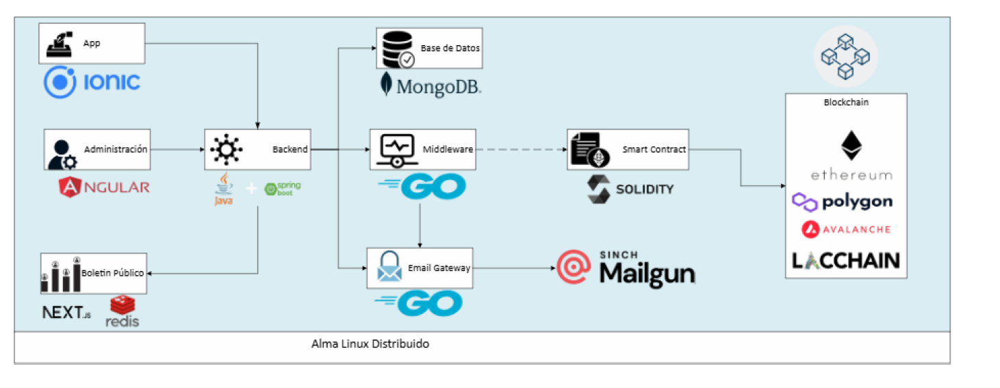 App
IONIC
Base de Datos
MongoDB.
Blockchain
Administración
ANGULAR
Backend
Java
+
spring
boot
Middleware
GO
Smart Contract
SOLIDITY
ethereum
polygon
AVALANCHE
LACCHAIN
Boletin Público
NEXT.JS
redis
Email Gateway
GO
SINCH
Mailgun
Alma Linux Distribuido